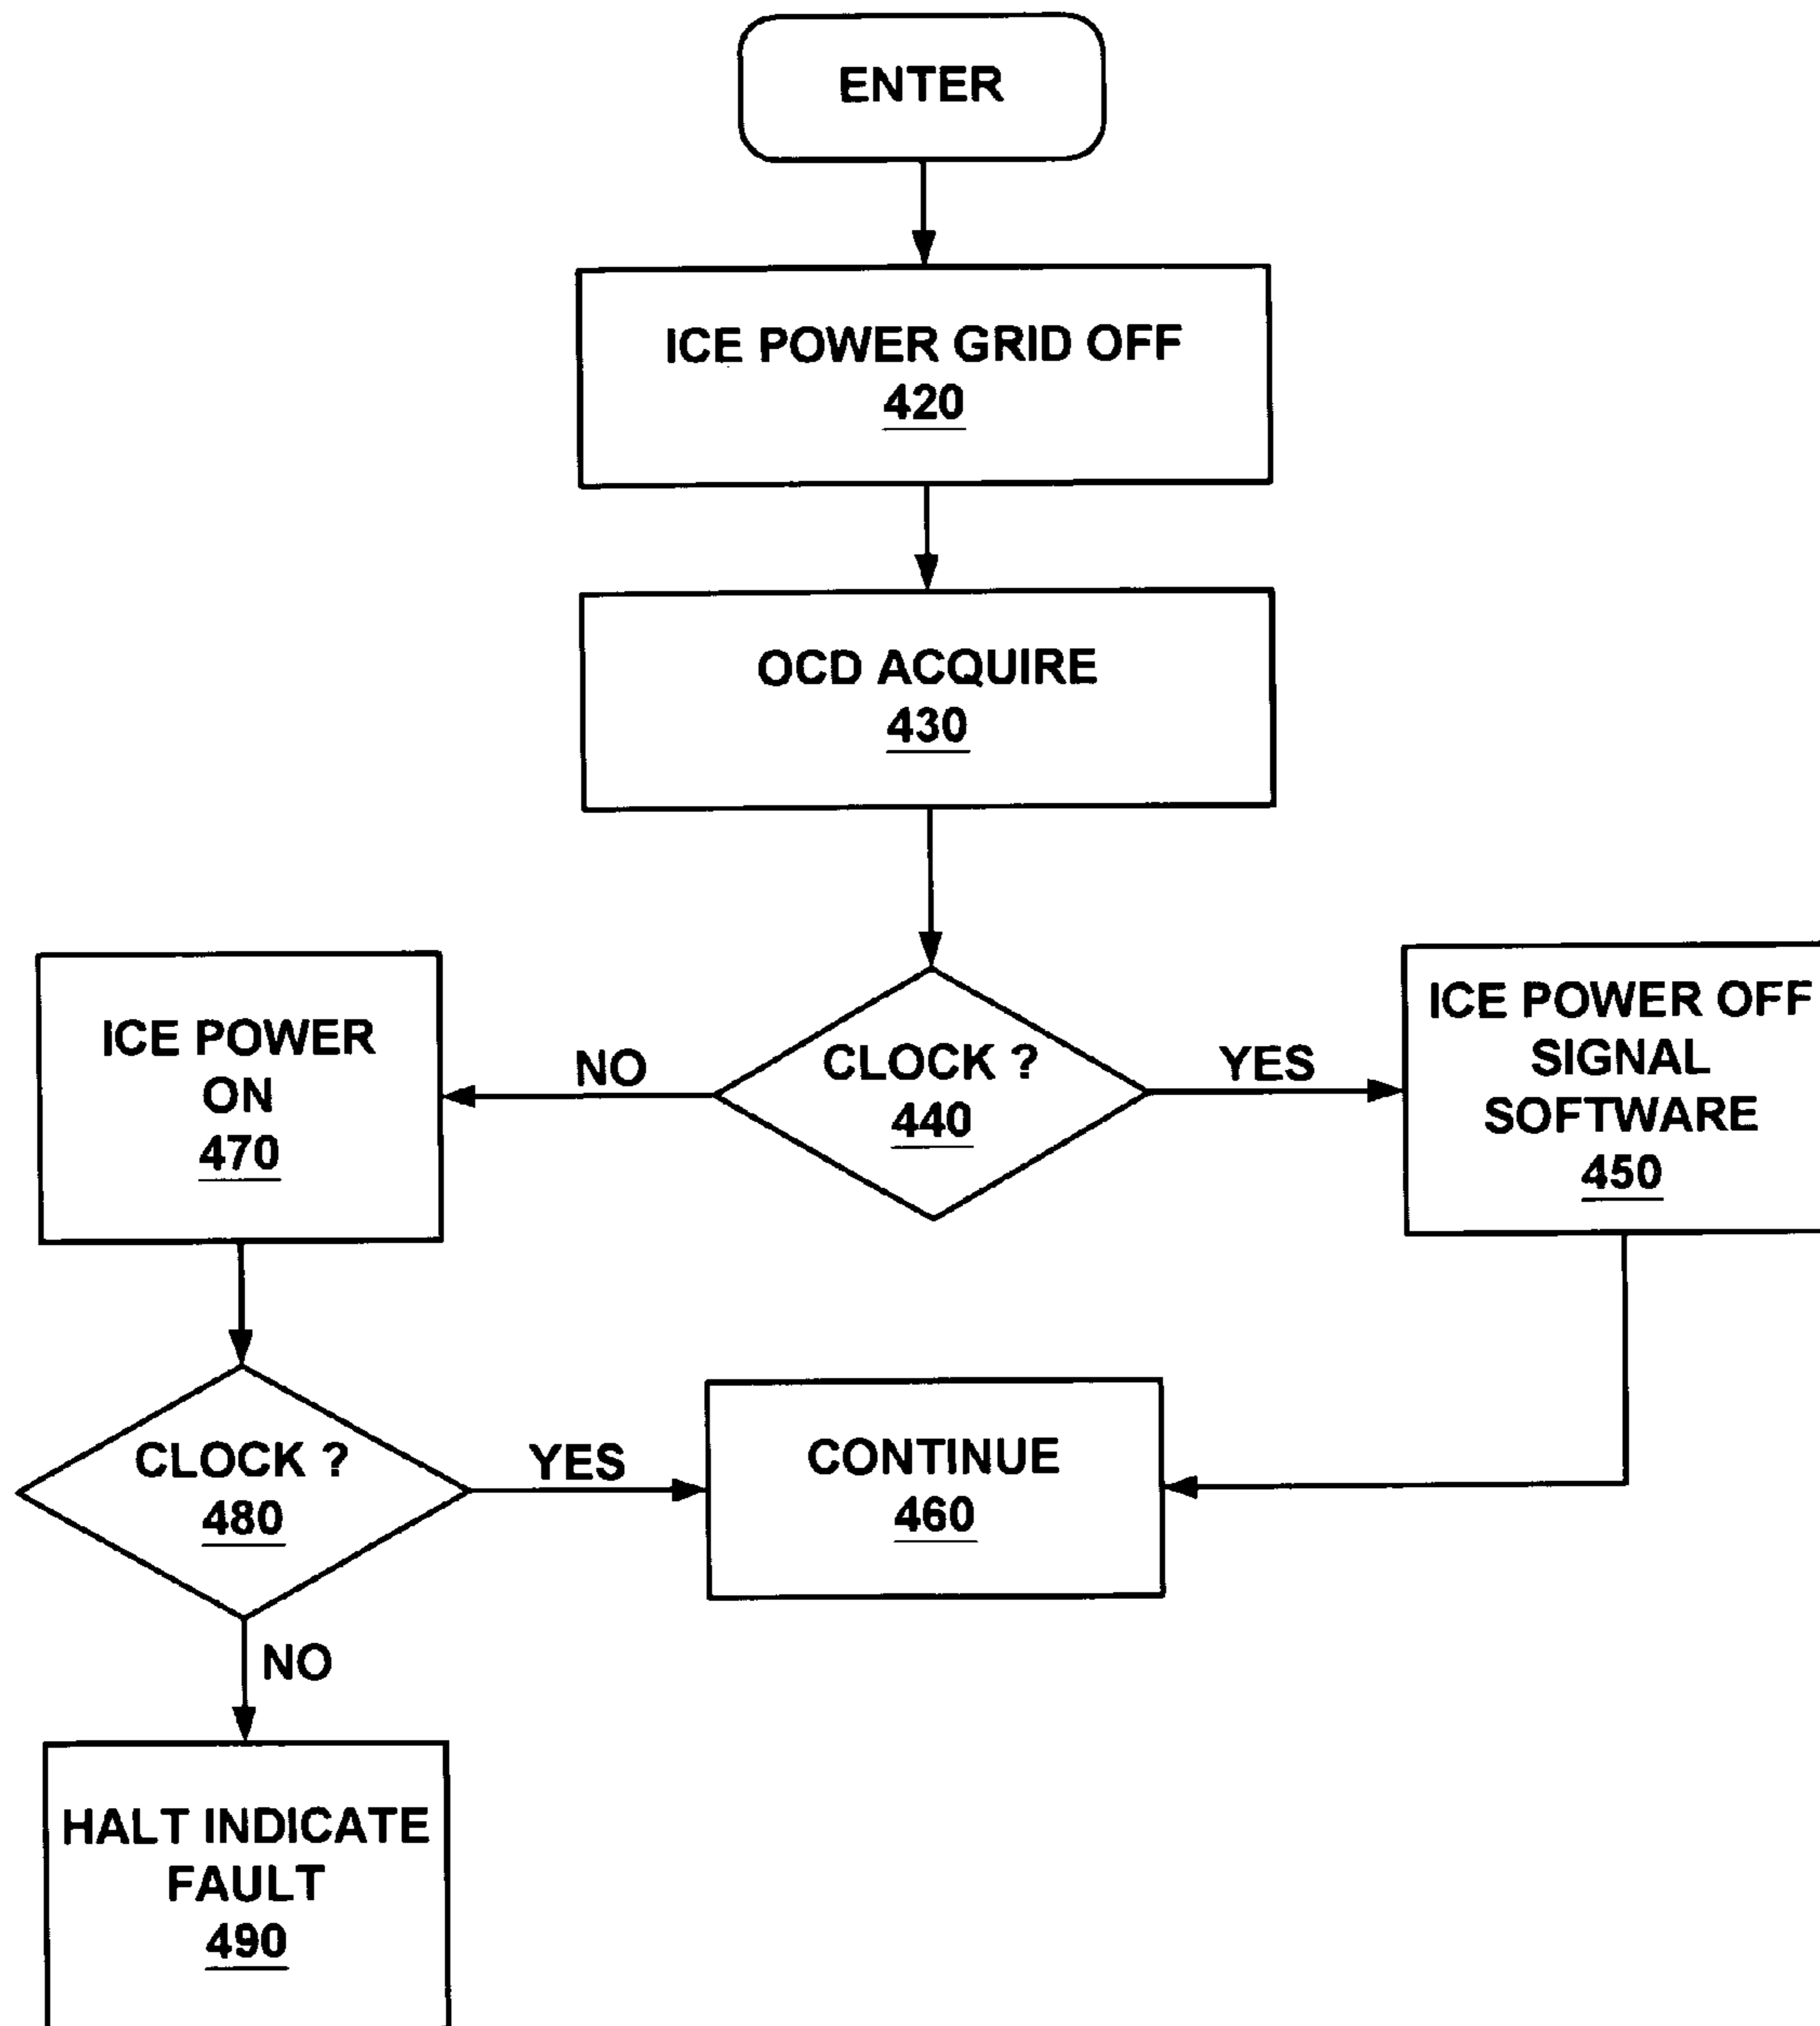 ENTER
ICE POWER GRID OFF
420
OCD ACQUIRE
430
ICE POWER
ON
470
NO
CLOCK ?
440
YES
ICE POWER OFF
SIGNAL
SOFTWARE
450
CLOCK ?
480
YES
CONTINUE
460
NO
HALT INDICATE
FAULT
490